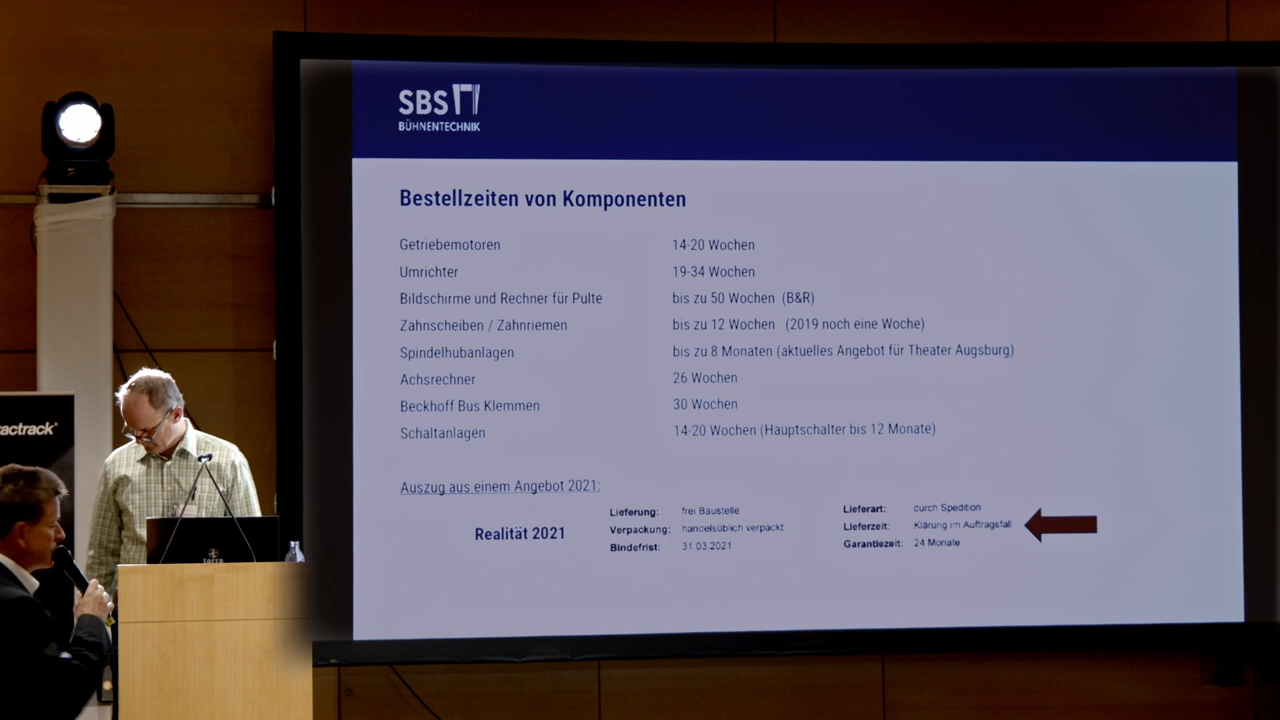 SBS
BÜHNENTECHNIK
Bestellzeiten von Komponenten
Getriebemotoren 14-20 Wochen
Umrichter 19-34 Wochen
Bildschirme und Rechner für Pulte bis zu 50 Wochen (B&R)
Zahnscheiben / Zahnriemen bis zu 12 Wochen (2019 noch eine Woche)
Spindelhubanlagen bis zu 8 Monaten (aktuelles Angebot für Theater Augsburg)
Achsrechner 26 Wochen
Beckhoff Bus Klemmen 30 Wochen
Schaltanlagen 14-20 Wochen (Hauptschalter bis 12 Monate)
Auszug aus einem Angebot 2021:
Realität 2021
Lieferung: frei Baustelle Lieferart: durch Spedition
Verpackung: handelsüblich verpackt Lieferzeit: Klärung im Auftragsfall
Bindefrist: 31.03.2021 Garantiezeit: 24 Monate
actrack
terra